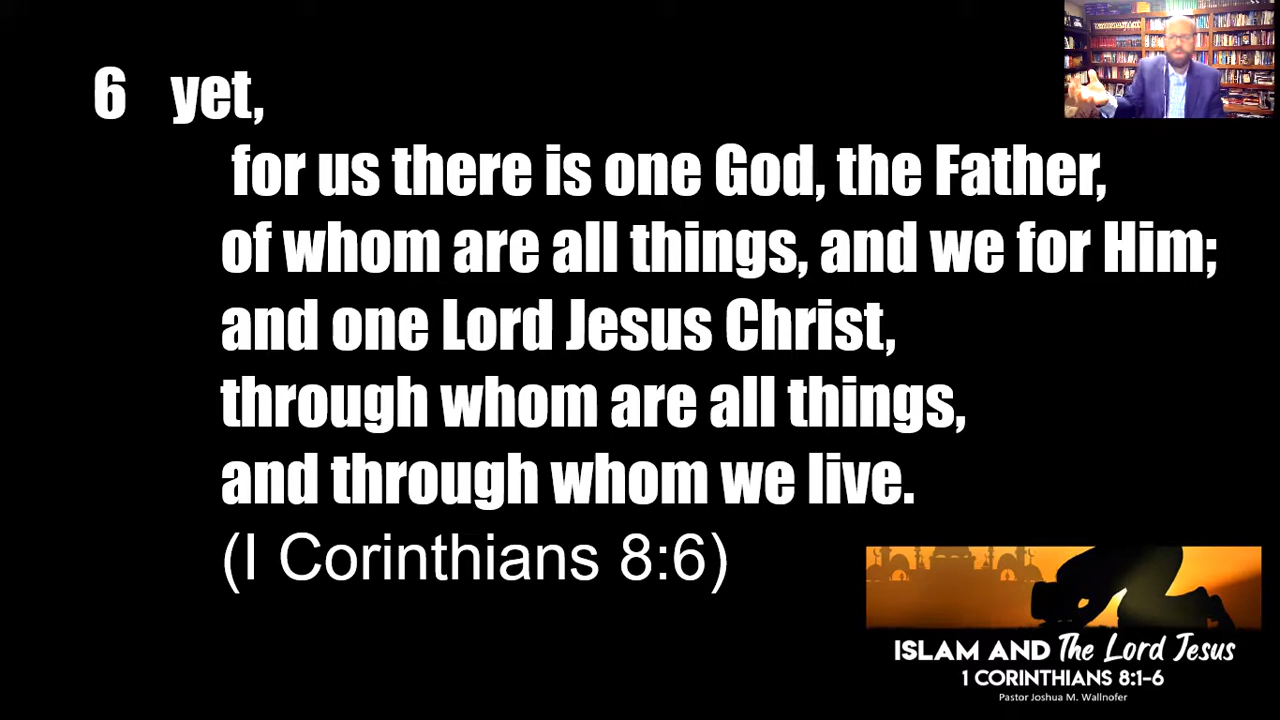 6 yet,
for us there is one God, the Father,
of whom are all things, and we for Him;
and one Lord Jesus Christ,
through whom are all things,
and through whom we live.
(I Corinthians 8:6)
ISLAM AND The Lord Jesus
1 CORINTHIANS 8:1-6
Pastor Joshua M. Wallnofer